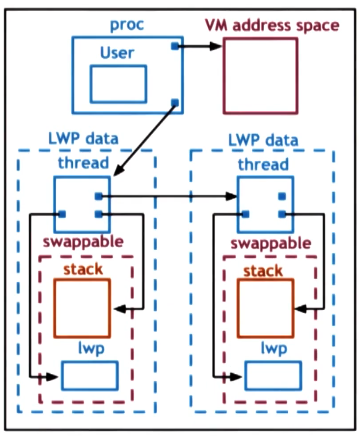 proc
VM address space
User
LWP data
LWP data
thread
thread
swappable
swappable
stack
stack
lwp
lwp